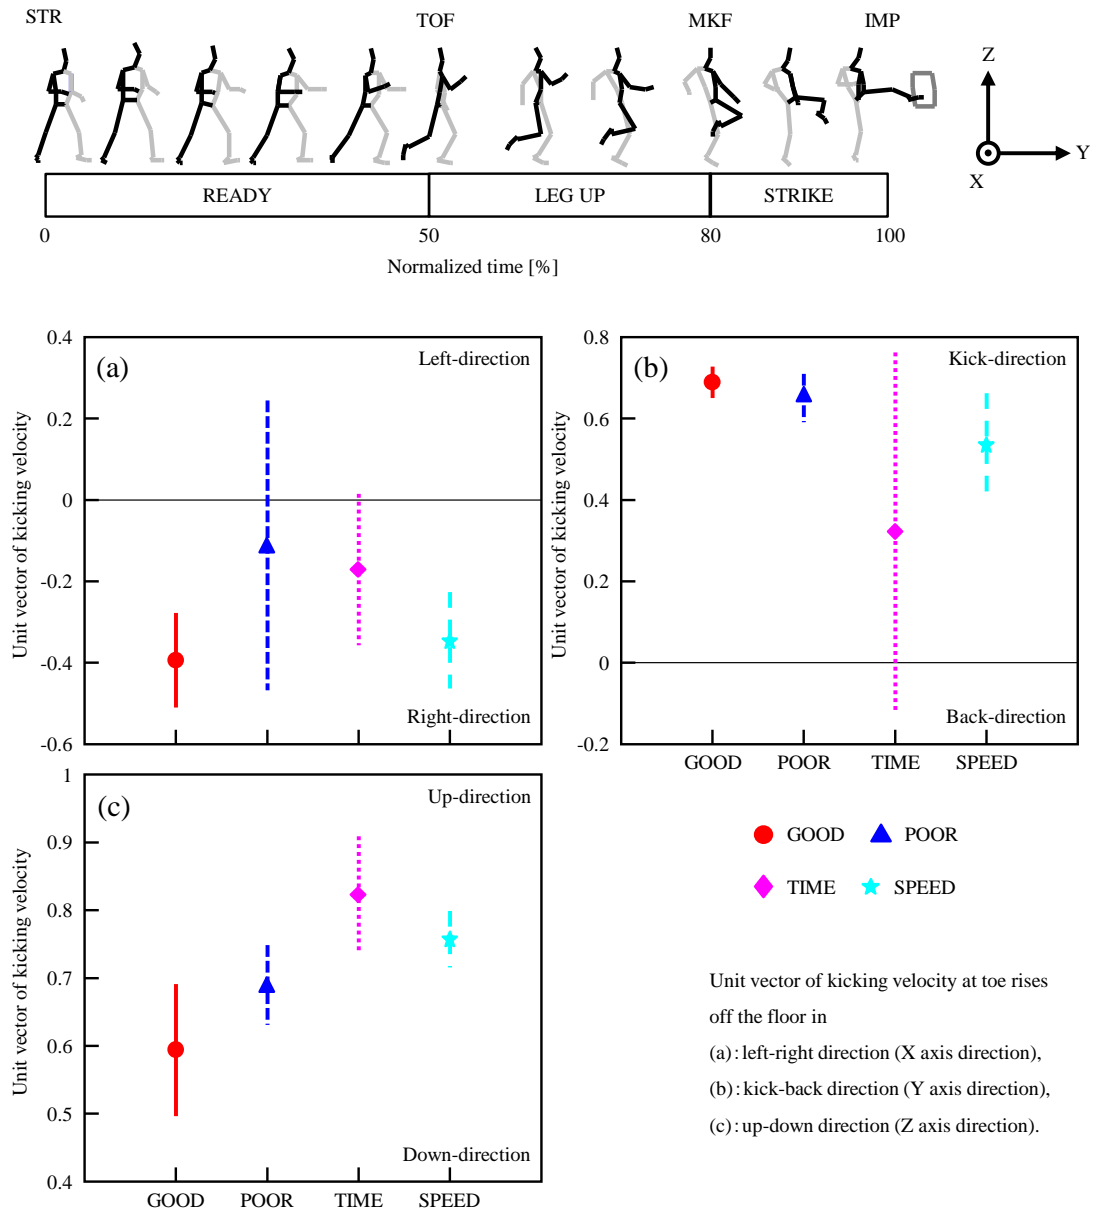 STR TOF MKF IMP
Z
Y
X
READY LEG UP STRIKE
0 50 80 100
Normalized time [%]
(a)
Left-direction
Right-direction
Unit vector of kicking velocity
0.4
0.2
0
-0.2
-0.4
-0.6
(b)
Kick-direction
Back-direction
Unit vector of kicking velocity
0.8
0.6
0.4
0.2
0
-0.2
GOOD POOR TIME SPEED
(c)
Up-direction
Down-direction
Unit vector of kicking velocity
1
0.9
0.8
0.7
0.6
0.5
0.4
GOOD POOR TIME SPEED
GOOD POOR
TIME SPEED
Unit vector of kicking velocity at toe rises
off the floor in
(a):left-right direction (X axis direction),
(b):kick-back direction (Y axis direction),
(c):up-down direction (Z axis direction).